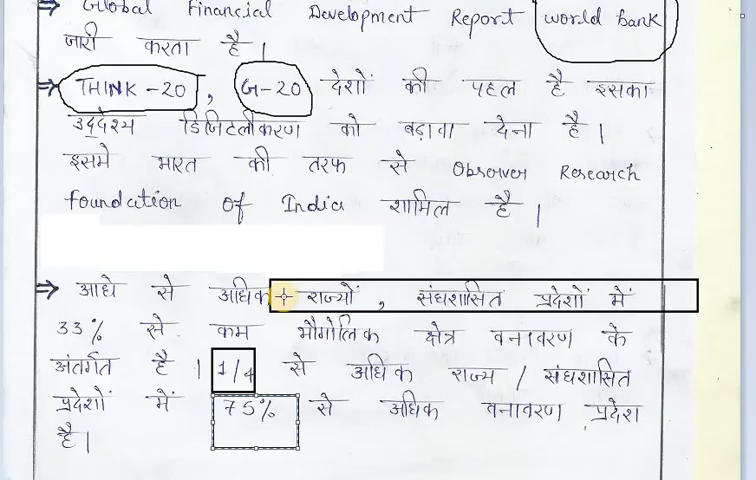 ⇒ Global Financial Development Report world bank
जारी करता है।
⇒ THINK-20, G-20 देशों की पहल है इसका
उद्देश्य डिजिटलीकरण को बढ़ावा देना है।
इसमे भारत की तरफ से Observer Research
foundation of India शामिल है।
⇒ आधे से अधिक राज्यों, संघशासित प्रदेशों में
33% से कम भौगोलिक क्षेत्र वनावरण के
अंतर्गत है। 1/4 से अधिक राज्य / संघशासित
प्रदेशों में 75% से अधिक वनावरण प्रदेश
है।